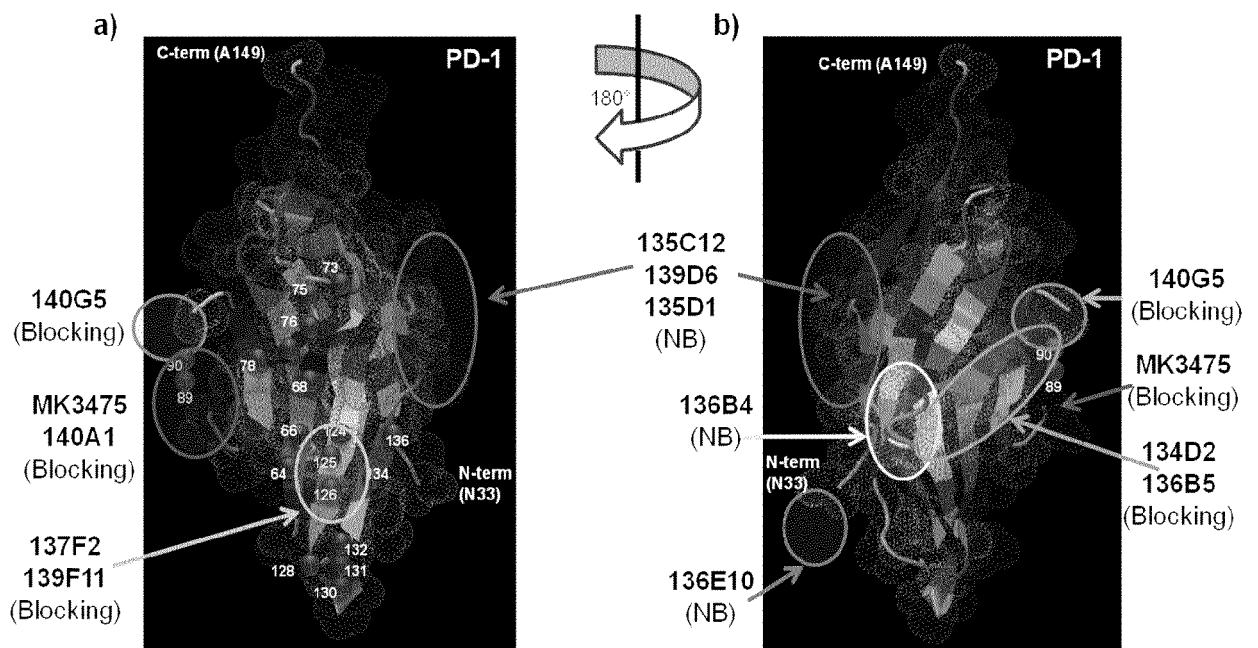 a)
C-term (A149)
PD-1
140G5
(Blocking)
MK3475
140A1
(Blocking)
137F2
139F11
(Blocking)
73
75
76
90
78
89
68
66
124
136
64
125
134
126
N-term
(N33)
132
128
131
130
180°
135C12
139D6
135D1
(NB)
136B4
(NB)
136E10
(NB)
b)
C-term (A149)
PD-1
90
89
N-term
(N33)
140G5
(Blocking)
MK3475
(Blocking)
134D2
136B5
(Blocking)